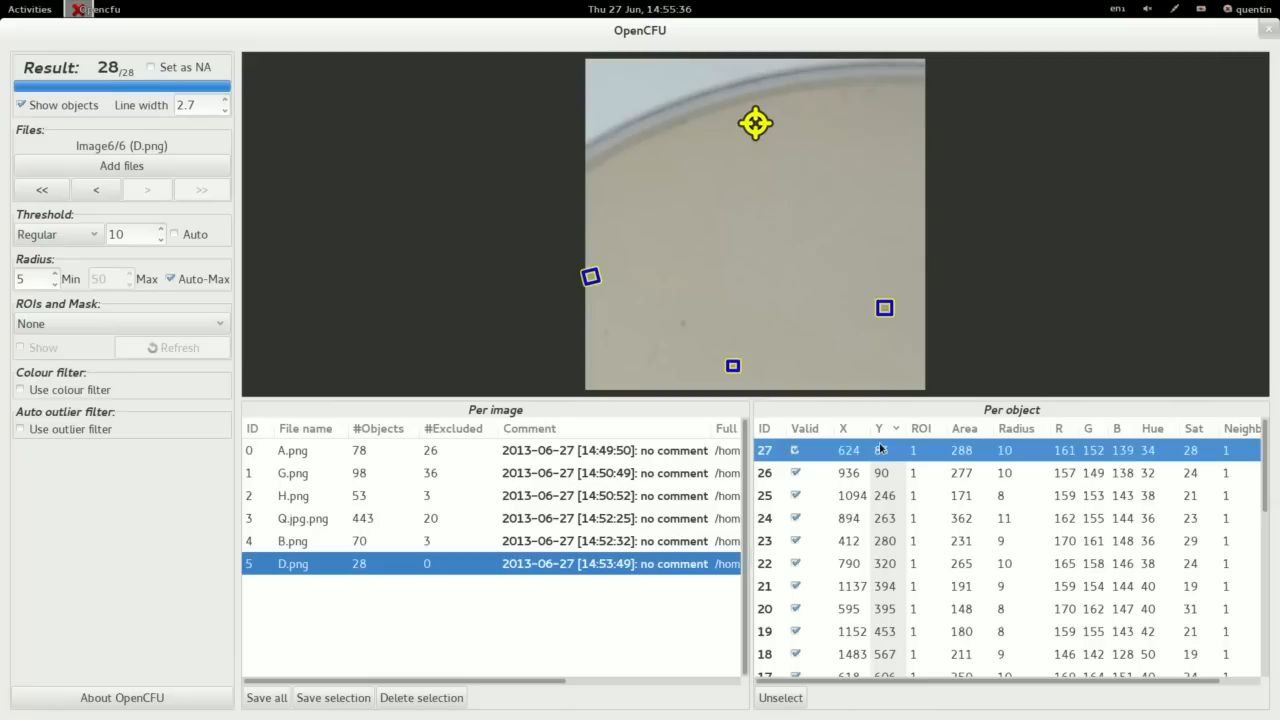 Activities Opencfu Thu 27 Jun, 14:55:36 en1 quentin
OpenCFU
Result: 28/28 Set as NA
Show objects Line width 2.7
Files:
Image6/6 (D.png)
Add files
<< < > >>
Threshold:
Regular 10 Auto
Radius:
5 Min 50 Max Auto-Max
ROIs and Mask:
None
Show Refresh
Colour filter:
Use colour filter
Auto outlier filter:
Use outlier filter
About OpenCFU
Per image
ID File name #Objects #Excluded Comment Full
0 A.png 78 26 2013-06-27 [14:49:50]: no comment /hom
1 G.png 98 36 2013-06-27 [14:50:49]: no comment /hom
2 H.png 53 3 2013-06-27 [14:50:52]: no comment /hom
3 Q.jpg.png 443 20 2013-06-27 [14:52:25]: no comment /hom
4 B.png 70 3 2013-06-27 [14:52:32]: no comment /hom
5 D.png 28 0 2013-06-27 [14:53:49]: no comment /hom
Save all Save selection Delete selection
Per object
ID Valid X Y ROI Area Radius R G B Hue Sat Neighb
27 624 1 288 10 161 152 139 34 28 1
26 936 90 1 277 10 157 149 138 32 24 1
25 1094 246 1 171 8 159 153 143 38 21 1
24 894 263 1 362 11 162 155 144 36 23 1
23 412 280 1 231 9 170 161 148 36 29 1
22 790 320 1 265 10 165 158 146 38 24 1
21 1137 394 1 191 9 159 154 144 40 19 1
20 595 395 1 148 8 170 162 147 40 31 1
19 1152 453 1 180 8 159 155 143 42 21 1
18 1483 567 1 211 9 146 142 128 50 19 1
Unselect